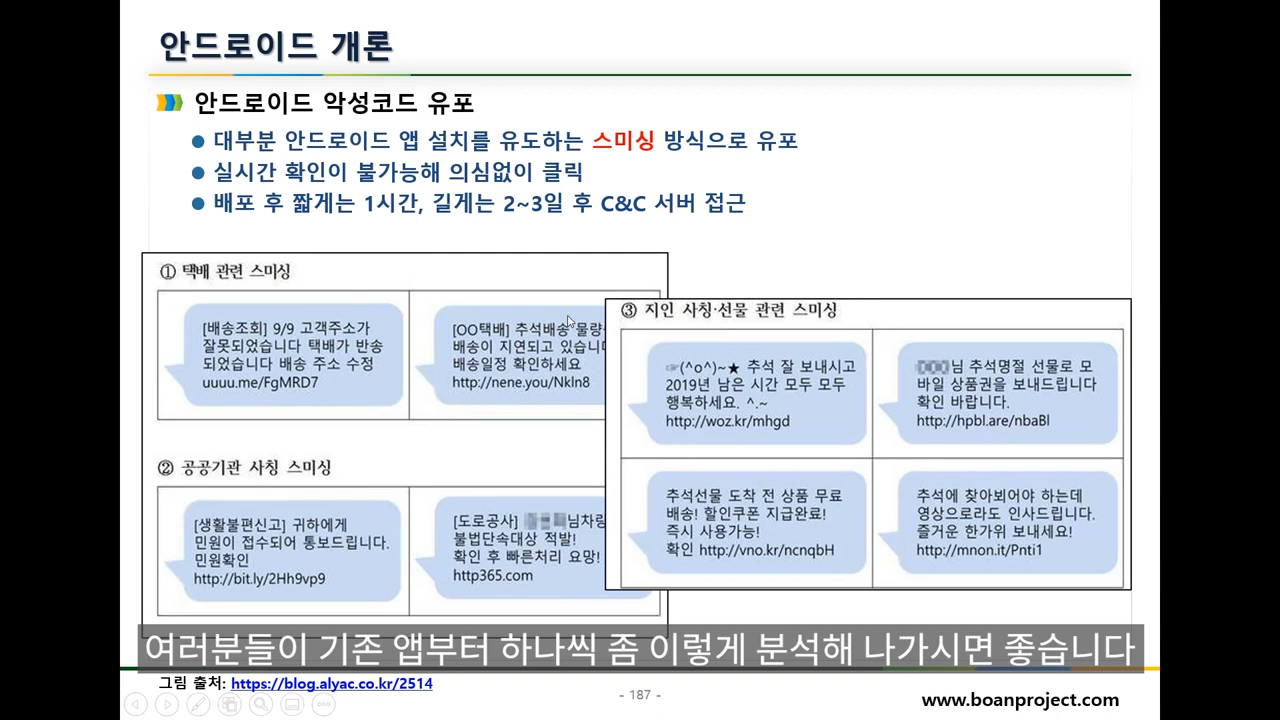 안드로이드 개론
안드로이드 악성코드 유포
대부분 안드로이드 앱 설치를 유도하는 스미싱 방식으로 유포
실시간 확인이 불가능해 의심없이 클릭
배포 후 짧게는 1시간, 길게는 2~3일 후 C&C 서버 접근
① 택배 관련 스미싱
[배송조회] 9/9 고객주소가
잘못되었습니다 택배가 반송
되었습니다 배송 주소 수정
uuuu.me/FgMRD7
[OO택배] 추석배송 물량
배송이 지연되고 있습니
배송일정 확인하세요
http://nene.you/Nkln8
② 공공기관 사칭 스미싱
[생활불편신고] 귀하에게
민원이 접수되어 통보드립니다.
민원확인
http://bit.ly/2Hh9vp9
[도로공사] 님차량
불법단속대상 적발!
확인 후 빠른처리 요망!
http365.com
③ 지인 사칭·선물 관련 스미싱
☞(^o^)~★ 추석 잘 보내시고
2019년 남은 시간 모두 모두
행복하세요. ^.~
http://woz.kr/mhgd
님 추석명절 선물로 모
바일 상품권을 보내드립니다
확인 바랍니다.
http://hpbl.are/nbaBl
추석선물 도착 전 상품 무료
배송! 할인쿠폰 지급완료!
즉시 사용가능!
확인 http://vno.kr/ncnqbH
추석에 찾아뵈어야 하는데
영상으로라도 인사드립니다.
즐거운 한가위 보내세요!
http://mnon.it/Pnti1
여러분들이 기존 앱부터 하나씩 좀 이렇게 분석해 나가시면 좋습니다
그림 출처: https://blog.alyac.co.kr/2514
- 187 -
www.boanproject.com